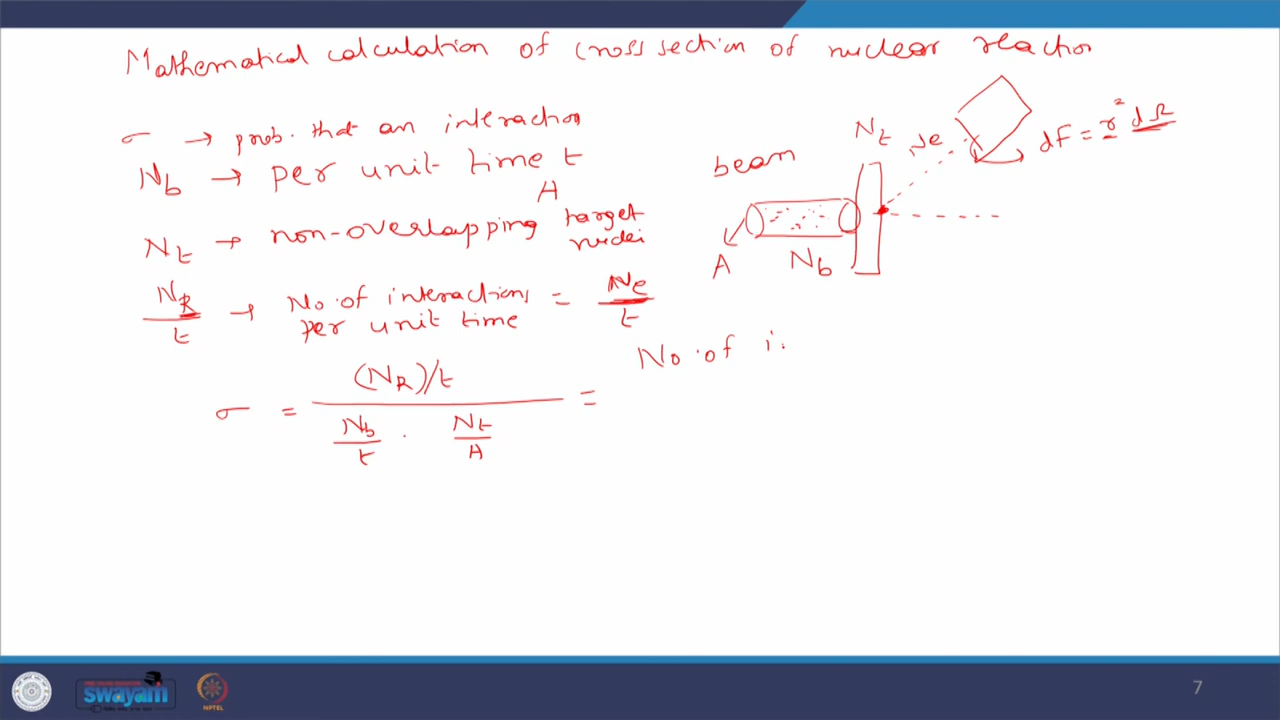 Mathematical calculation of cross section of nuclear reaction
σ → prob. that an interaction
N_b → per unit time t
A
N_t → non-overlapping target nuclei
N_R/t → No of interactions per unit time = N_e/t
σ = (N_R)/t / (N_b/t · N_t/A) = No. of i.
beam
A
N_b
N_t
N_e
dF = r² dΩ
swayam
NPTEL
7